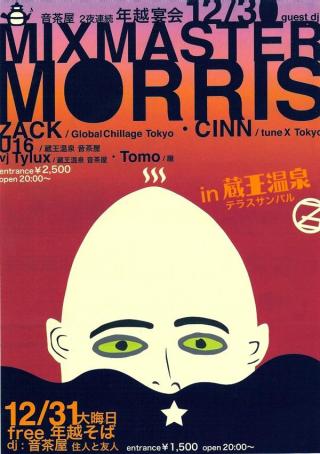 音茶屋 2夜連続 年越宴会 12/30 guest dj
MIXMASTER
MORRIS
ZACK / Global Chillage Tokyo ・CINN / tune X Tokyo
U16 / 蔵王温泉 音茶屋
vj Tylux / 蔵王温泉 音茶屋 ・Tomo /
entrance ¥2,500
open 20:00〜
in 蔵王温泉
テラスサンバル
12/31 大晦日
free 年越そば
dj : 音茶屋 住人と友人 entrance ¥1,500 open 20:00〜